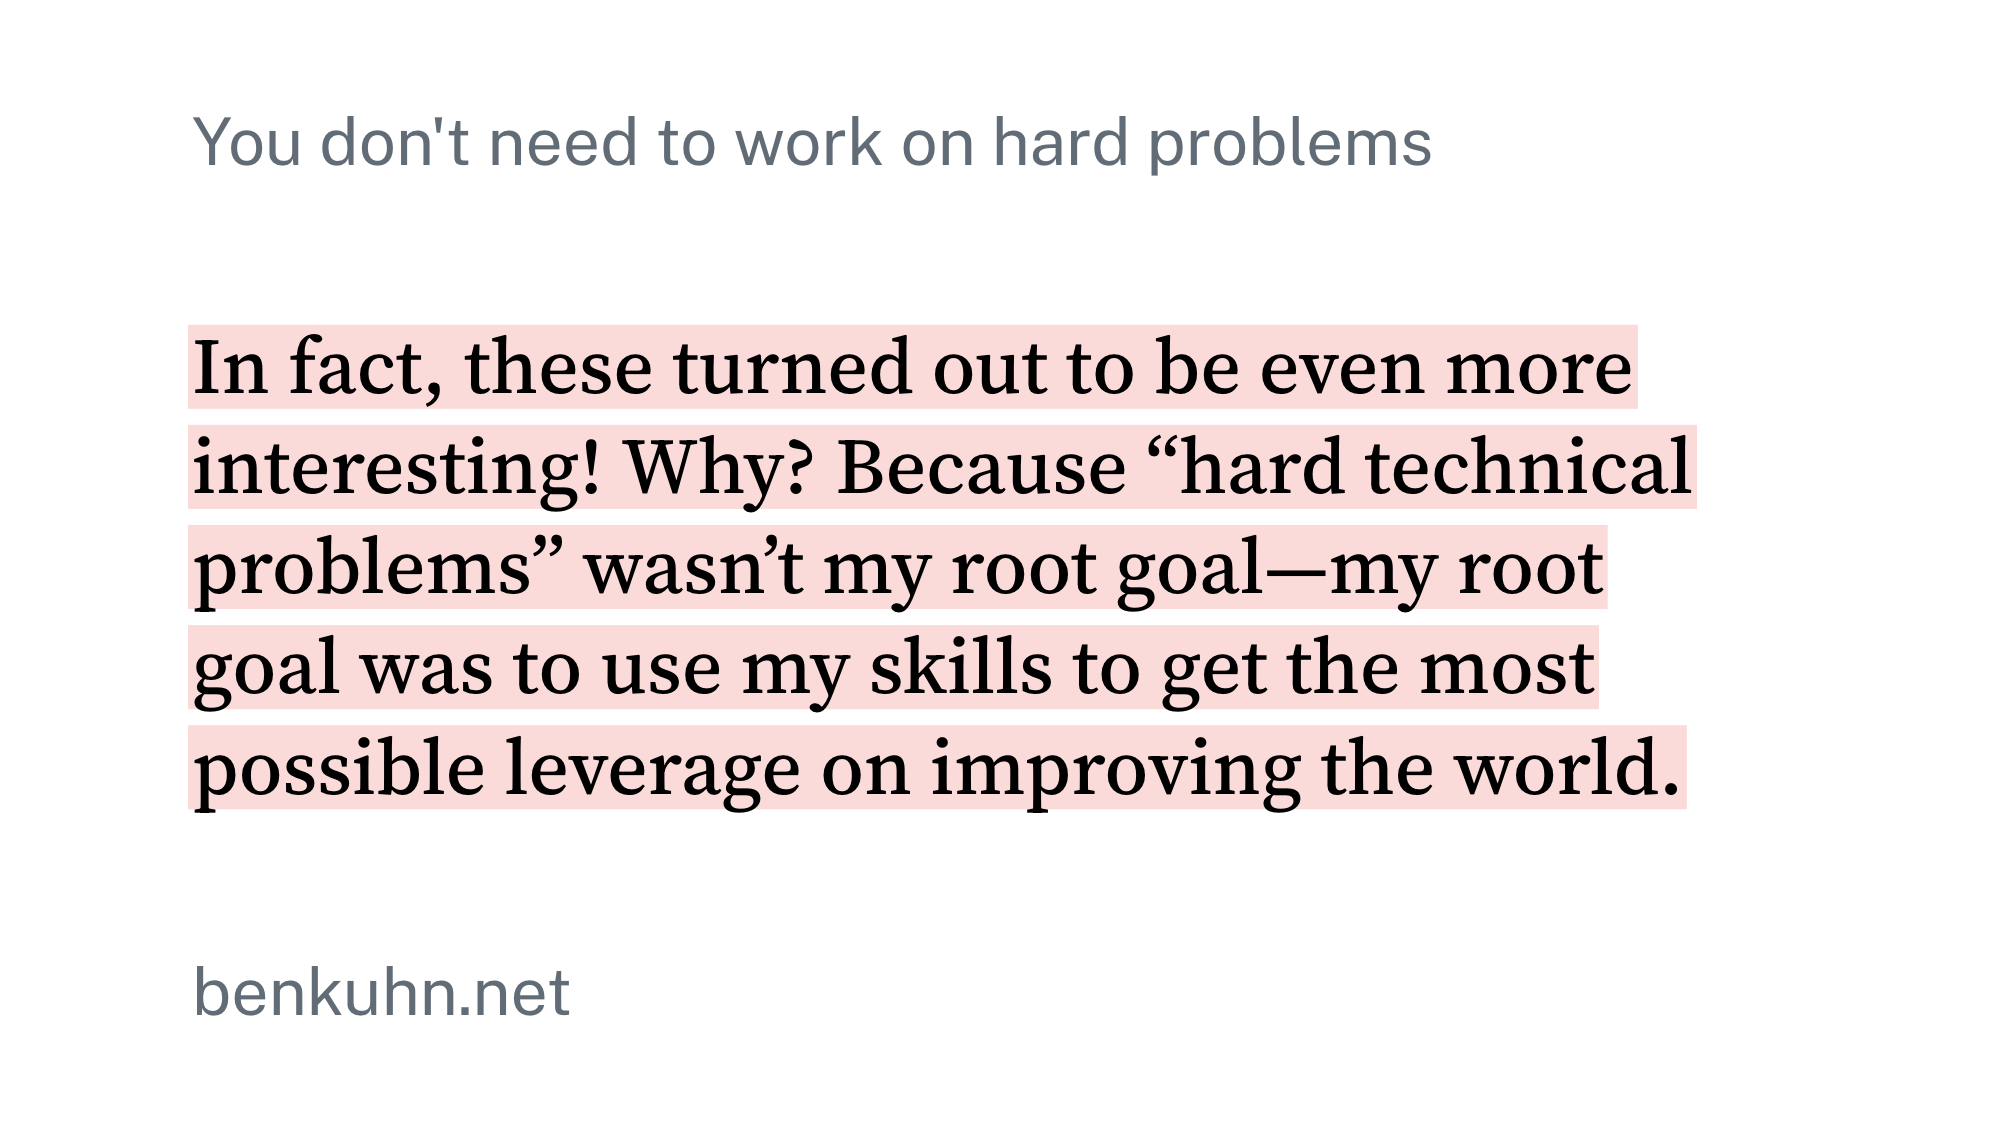 You don't need to work on hard problems
In fact, these turned out to be even more
interesting! Why? Because “hard technical
problems” wasn’t my root goal—my root
goal was to use my skills to get the most
possible leverage on improving the world.
benkuhn.net